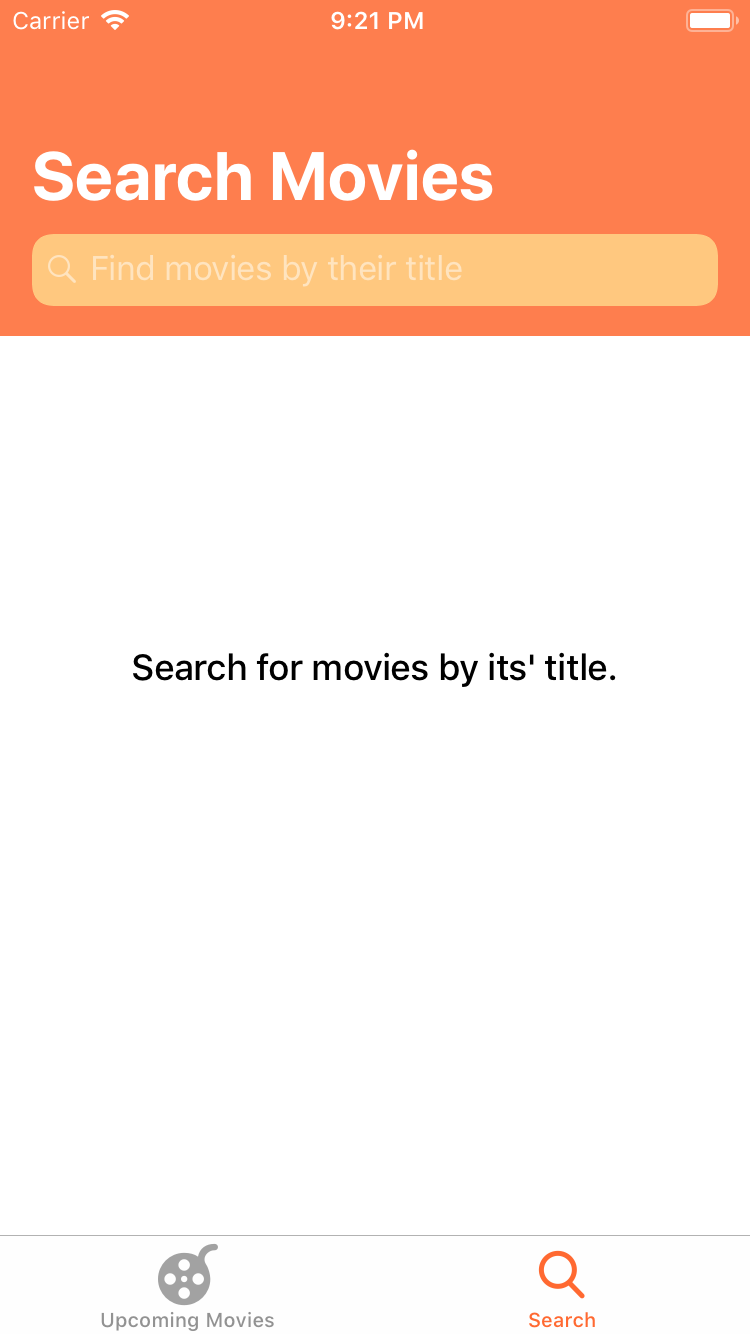 Carrier 9:21 PM
Search Movies
Find movies by their title
Search for movies by its' title.
Upcoming Movies Search